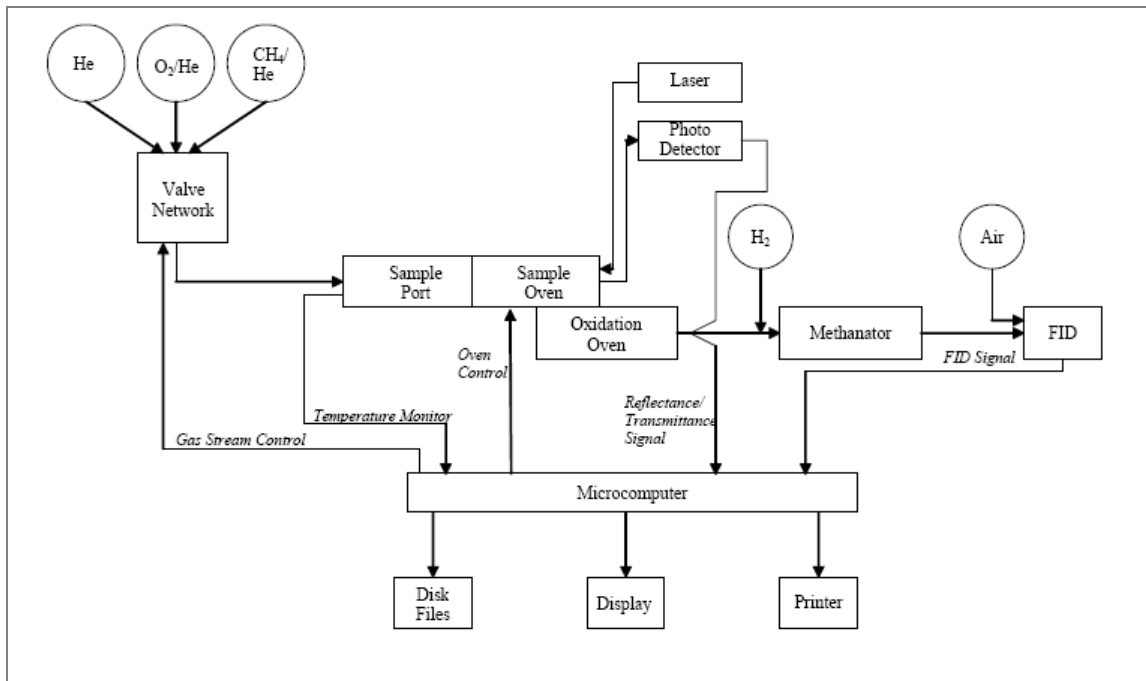 He
O2/He
CH4/
He
Laser
Photo
Detector
Valve
Network
H2
Air
Sample
Port
Sample
Oven
Oxidation
Oven
Methanator
FID
FID Signal
Oven
Control
Reflectance/
Transmittance
Signal
Temperature Monitor
Gas Stream Control
Microcomputer
Disk
Files
Display
Printer